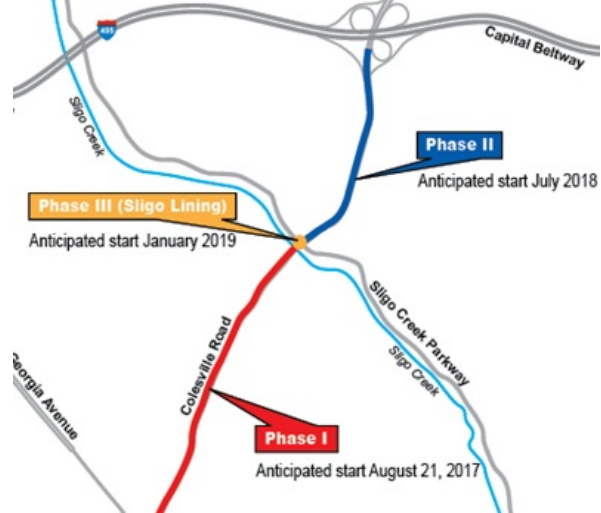 495
Capital Beltway
Sligo Creek
Phase II
Anticipated start July 2018
Phase III (Sligo Lining)
Anticipated start January 2019
Sligo Creek Parkway
Sligo Creek
Colesville Road
Georgia Avenue
Phase I
Anticipated start August 21, 2017